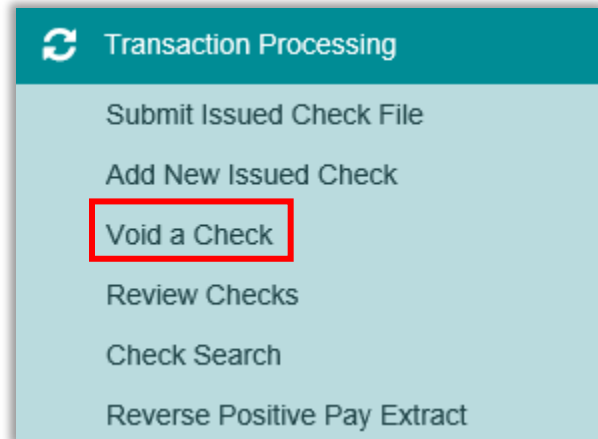 Transaction Processing
Submit Issued Check File
Add New Issued Check
Void a Check
Review Checks
Check Search
Reverse Positive Pay Extract